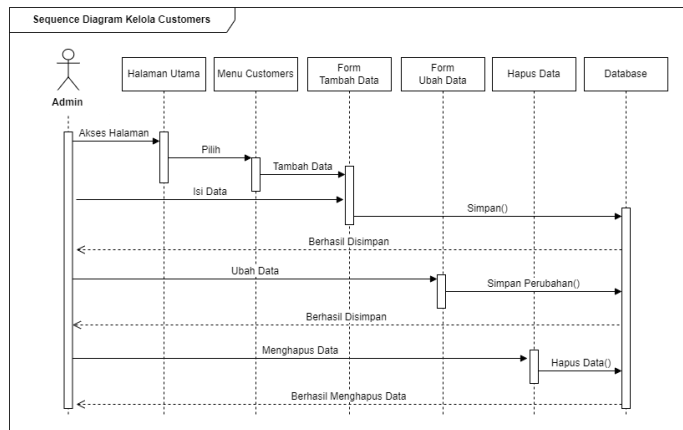 Sequence Diagram Kelola Customers
Admin
Halaman Utama
Menu Customers
Form
Tambah Data
Form
Ubah Data
Hapus Data
Database
Akses Halaman
Pilih
Tambah Data
Isi Data
Simpan()
Berhasil Disimpan
Ubah Data
Simpan Perubahan()
Berhasil Disimpan
Menghapus Data
Hapus Data()
Berhasil Menghapus Data